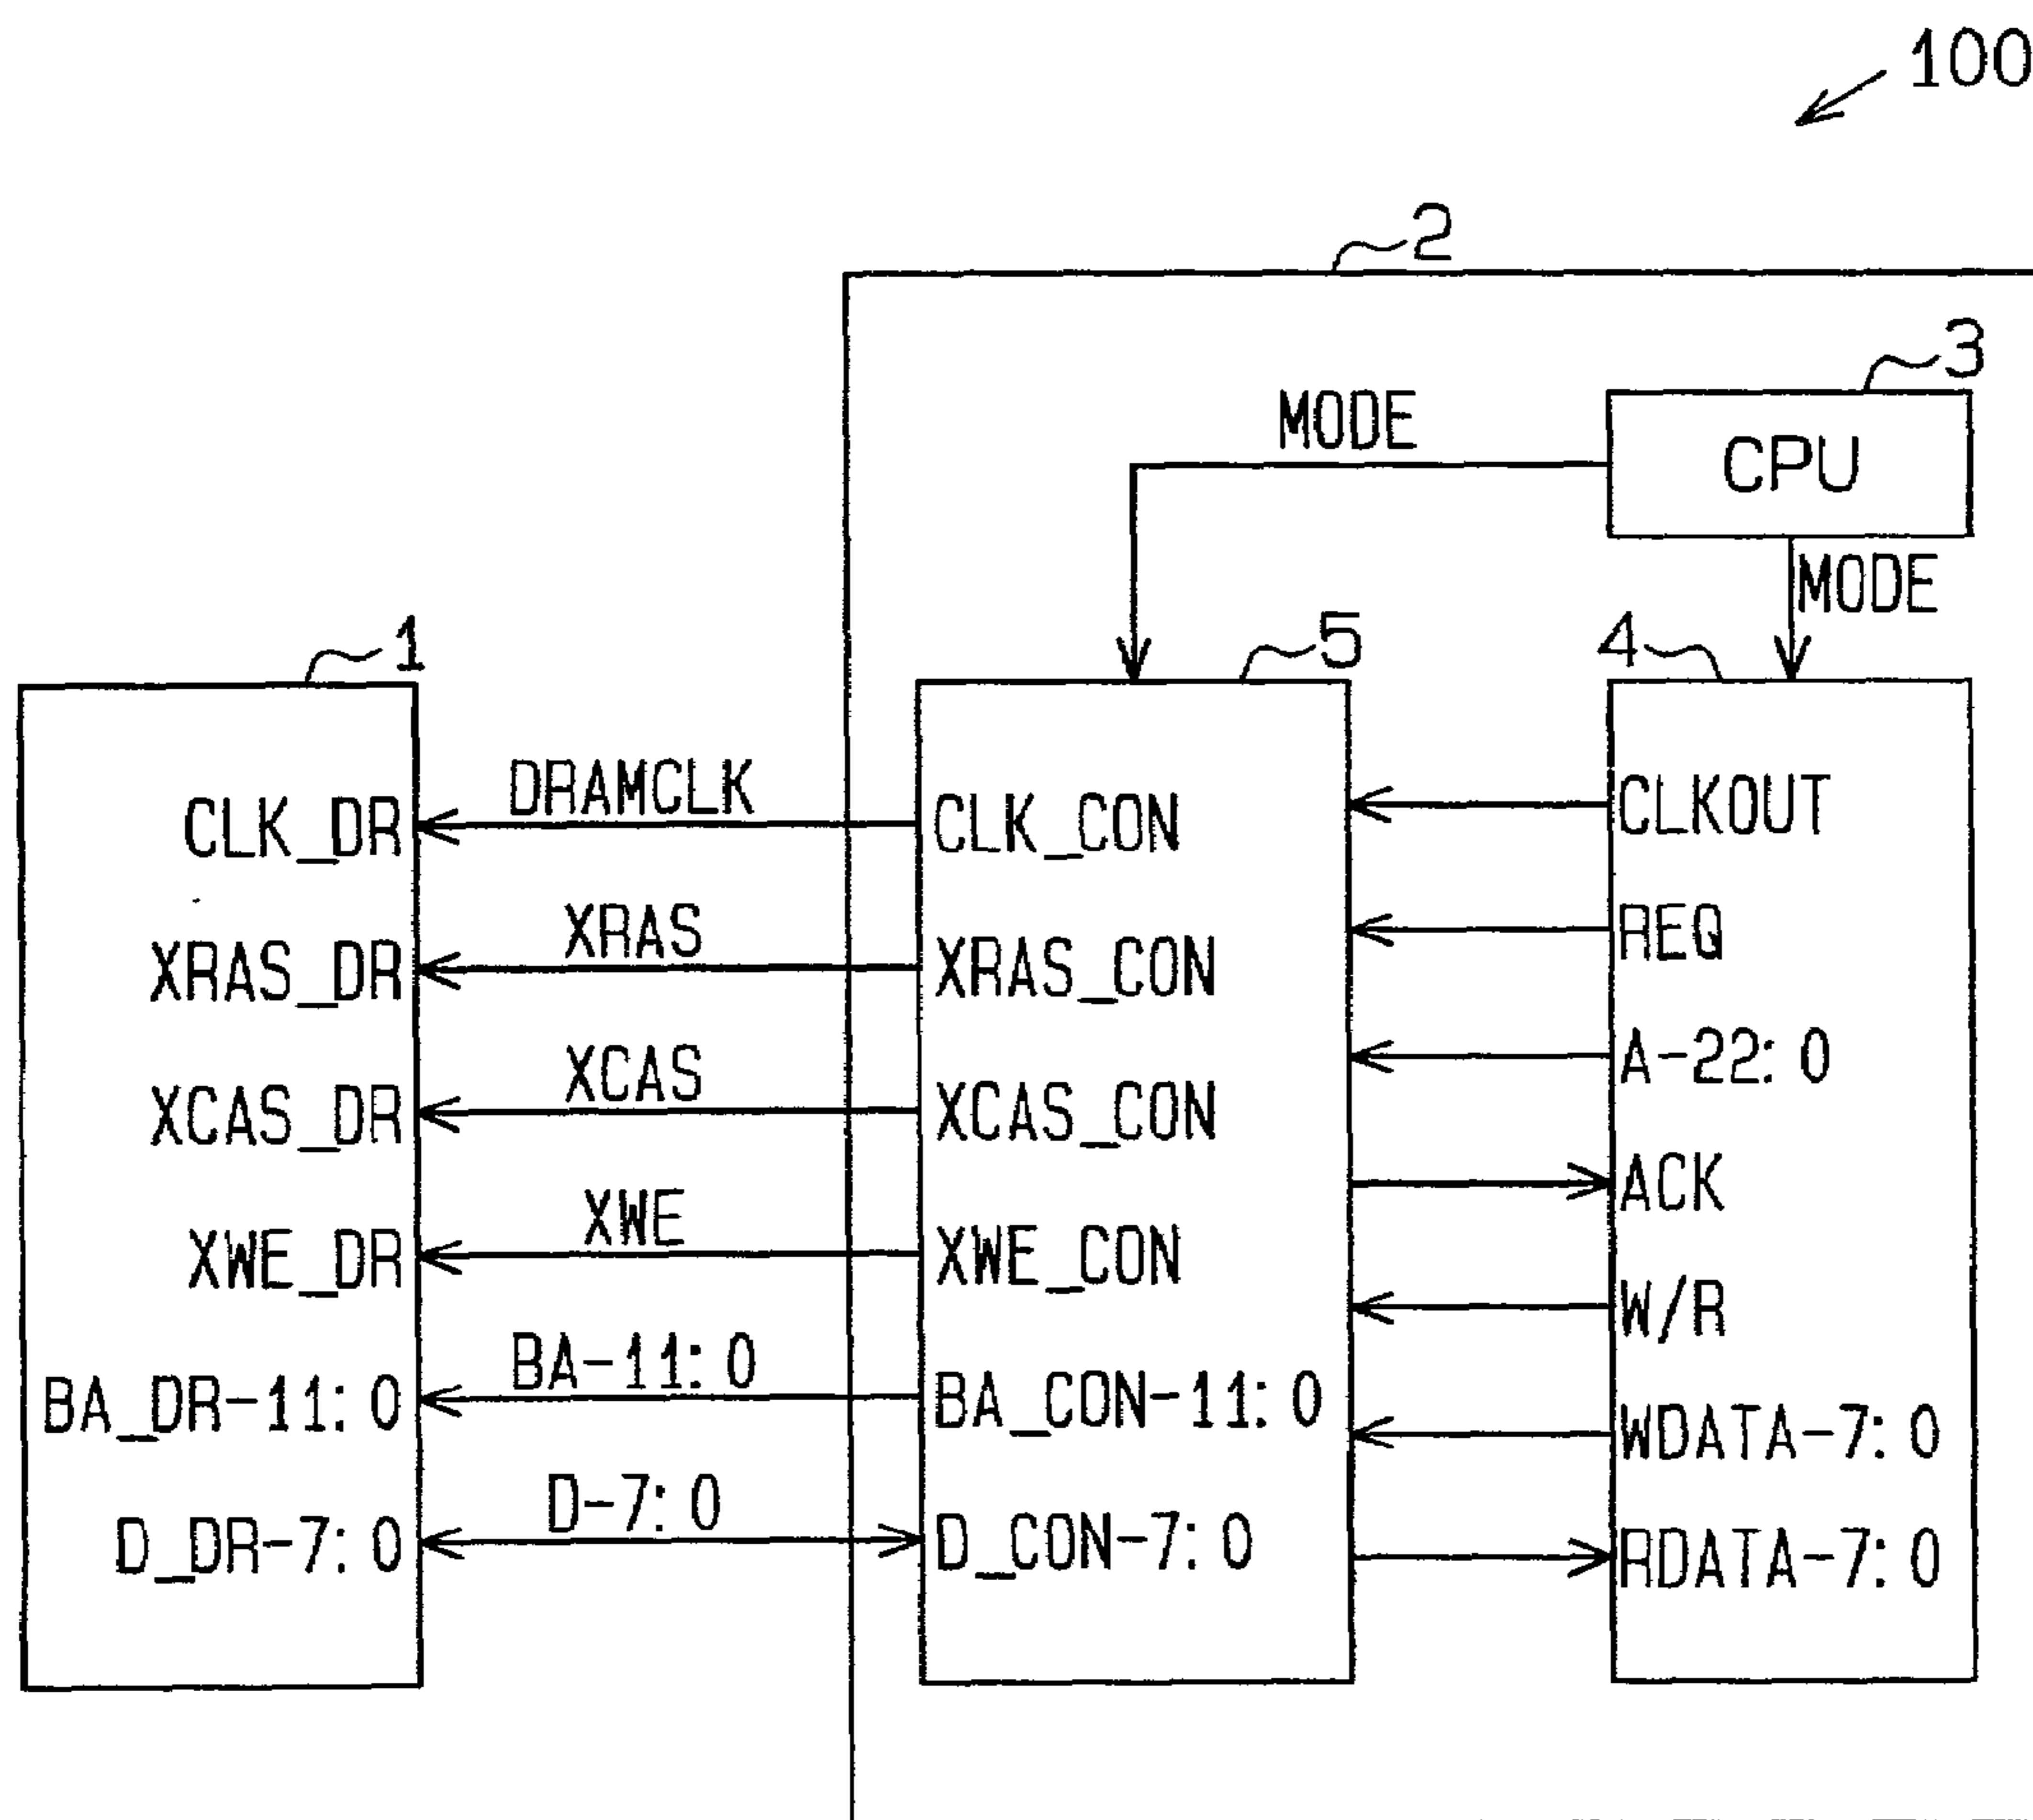 100
2
3
MODE
CPU
MODE
1
5
4
DRAMCLK
CLK_DR
CLK_CON
CLKOUT
XRAS
XRAS_DR
XRAS_CON
REQ
XCAS
A-22:0
XCAS_DR
XCAS_CON
ACK
XWE
XWE_DR
XWE_CON
W/R
BA-11:0
BA_DR-11:0
BA_CON-11:0
WDATA-7:0
D-7:0
D_DR-7:0
D_CON-7:0
RDATA-7:0